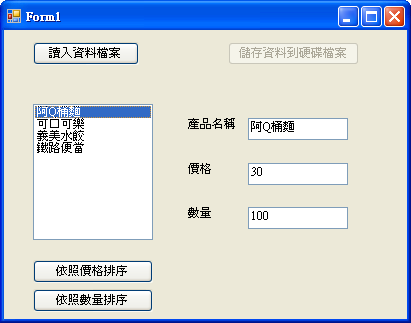 Form1
讀入資料檔案
儲存資料到硬碟檔案
阿Q桶麵
可口可樂
義美水餃
鐵路便當
產品名稱
阿Q桶麵
價格
30
數量
100
依照價格排序
依照數量排序